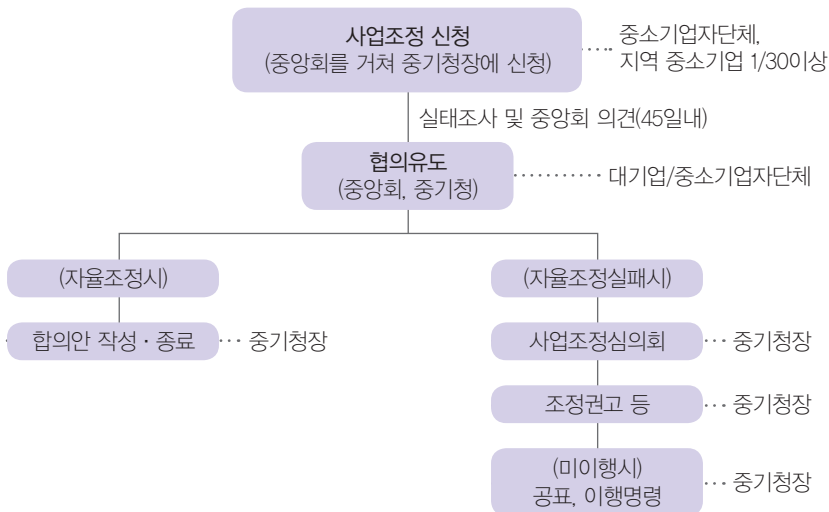 사업조정 신청
(중앙회를 거쳐 중기청장에 신청)
중소기업자단체,
지역 중소기업 1/30이상
실태조사 및 중앙회 의견(45일내)
협의유도
(중앙회, 중기청)
대기업/중소기업자단체
(자율조정시)
(자율조정실패시)
합의안 작성 · 종료
중기청장
사업조정심의회
중기청장
조정권고 등
중기청장
(미이행시)
공표, 이행명령
중기청장